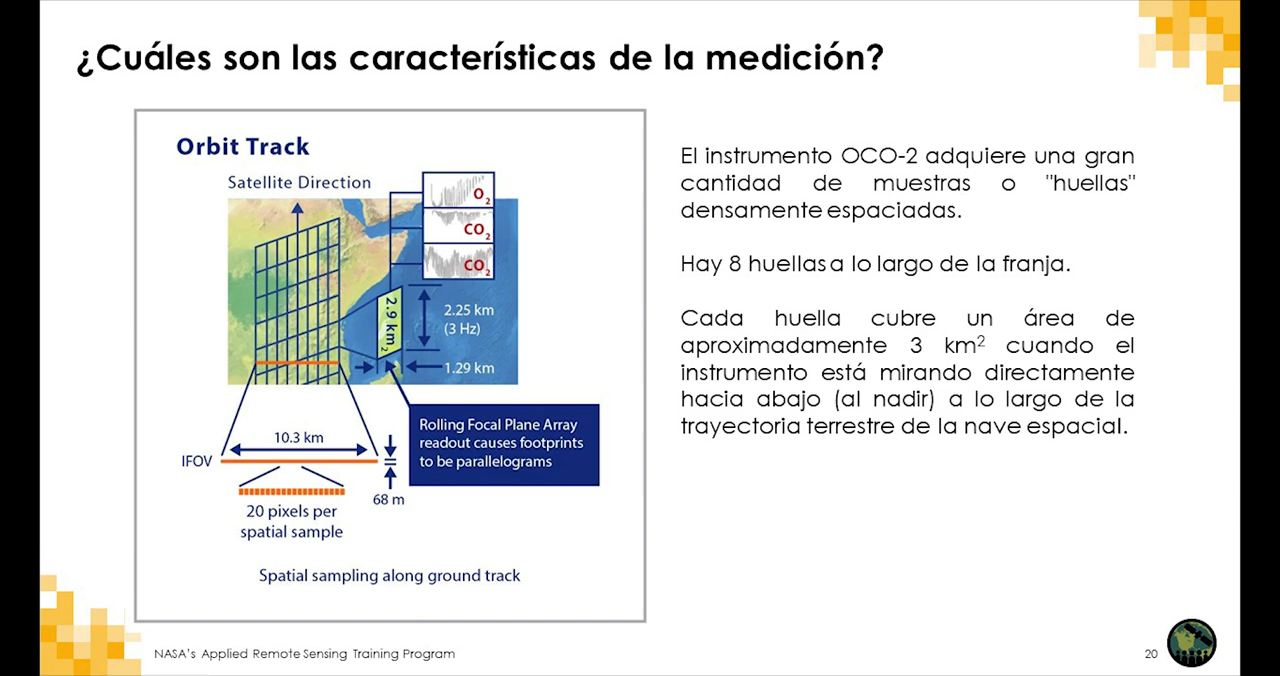 ¿Cuáles son las características de la medición?
Orbit Track
Satellite Direction
O2
CO2
CO2
2.9 km2
2.25 km
(3 Hz)
1.29 km
Rolling Focal Plane Array
readout causes footprints
to be parallelograms
10.3 km
IFOV
68 m
20 pixels per
spatial sample
Spatial sampling along ground track
El instrumento OCO-2 adquiere una gran
cantidad de muestras o "huellas"
densamente espaciadas.
Hay 8 huellas a lo largo de la franja.
Cada huella cubre un área de
aproximadamente 3 km² cuando el
instrumento está mirando directamente
hacia abajo (al nadir) a lo largo de la
trayectoria terrestre de la nave espacial.
NASA's Applied Remote Sensing Training Program
20